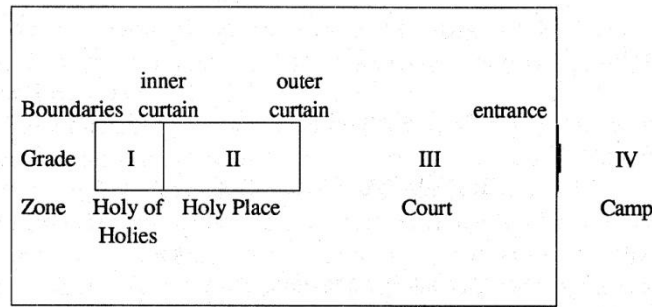 inner outer
Boundaries curtain curtain entrance
Grade I II III IV
Zone Holy of Holy Place Court Camp
Holies